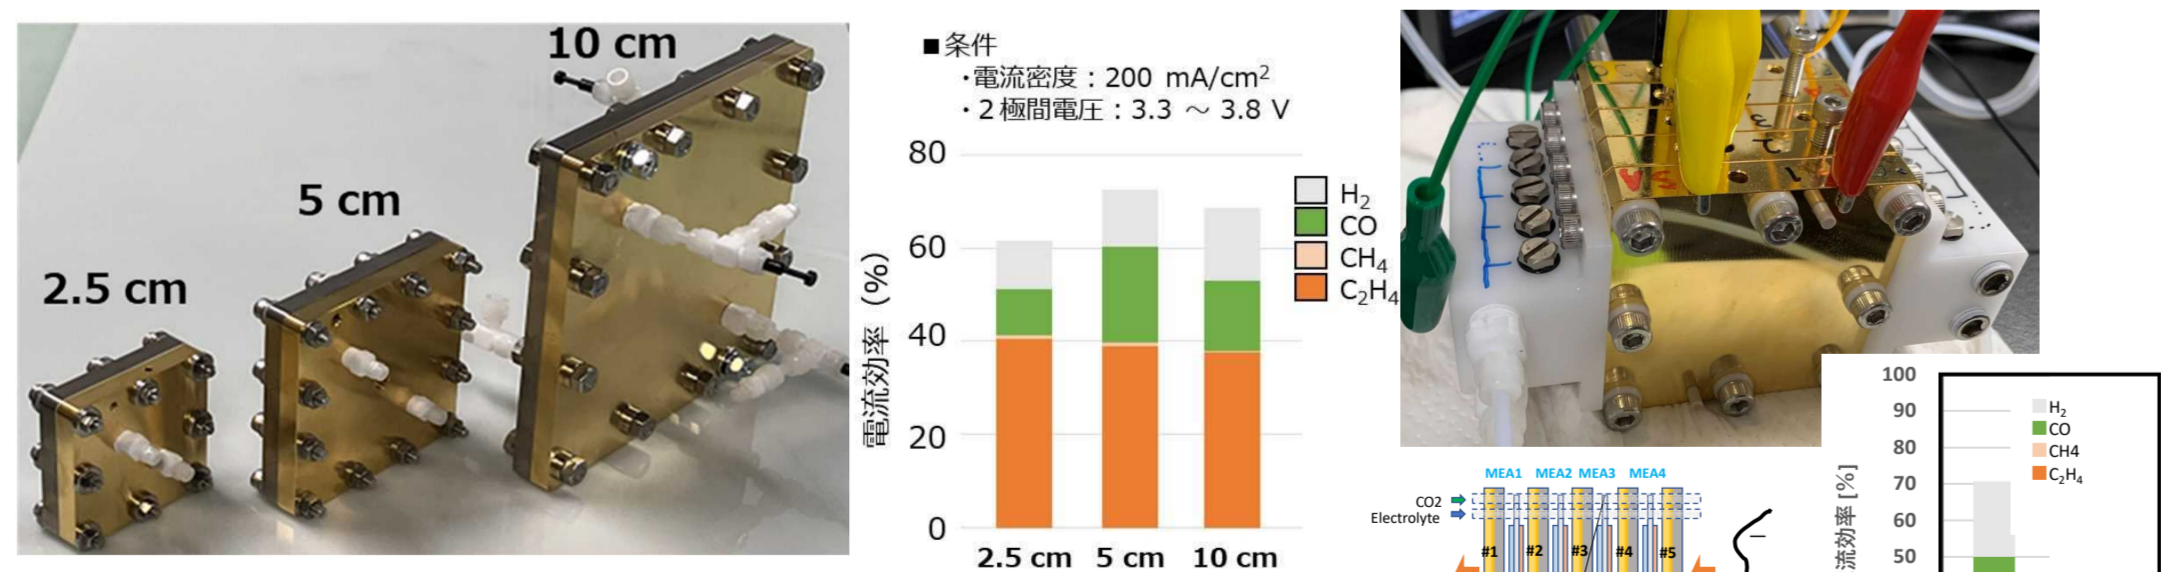 10 cm
5 cm
2.5 cm
■条件
・電流密度：200 mA/cm²
・2極間電圧：3.3 ～ 3.8 V
電流効率（%）
80
60
40
20
0
2.5 cm 5 cm 10 cm
H₂
CO
CH₄
C₂H₄
MEA1 MEA2 MEA3 MEA4
CO2
Electrolyte
#1 #2 #3 #4 #5
流効率 [%]
100
90
80
70
60
50
H₂
CO
CH4
C₂H₄